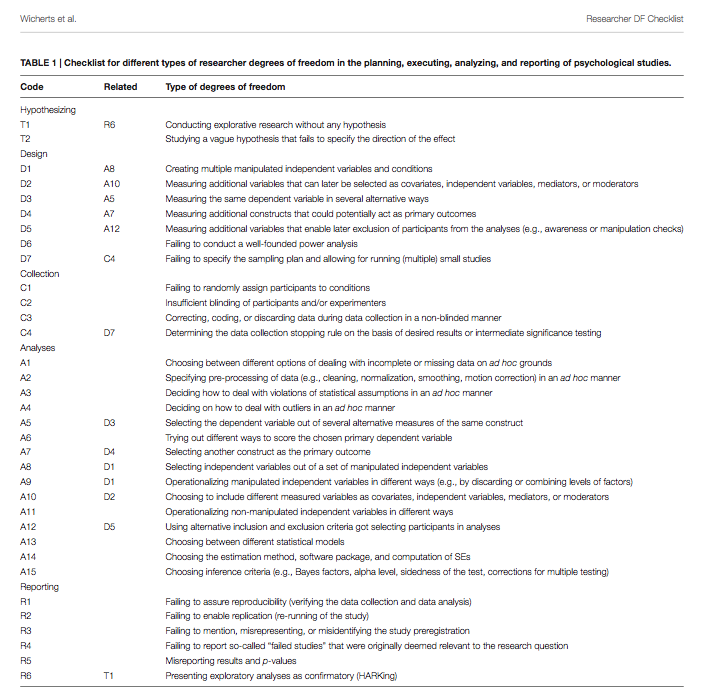 Wicherts et al. Researcher DF Checklist
TABLE 1 | Checklist for different types of researcher degrees of freedom in the planning, executing, analyzing, and reporting of psychological studies.
Code Related Type of degrees of freedom
Hypothesizing
T1 R6 Conducting explorative research without any hypothesis
T2 Studying a vague hypothesis that fails to specify the direction of the effect
Design
D1 A8 Creating multiple manipulated independent variables and conditions
D2 A10 Measuring additional variables that can later be selected as covariates, independent variables, mediators, or moderators
D3 A5 Measuring the same dependent variable in several alternative ways
D4 A7 Measuring additional constructs that could potentially act as primary outcomes
D5 A12 Measuring additional variables that enable later exclusion of participants from the analyses (e.g., awareness or manipulation checks)
D6 Failing to conduct a well-founded power analysis
D7 C4 Failing to specify the sampling plan and allowing for running (multiple) small studies
Collection
C1 Failing to randomly assign participants to conditions
C2 Insufficient blinding of participants and/or experimenters
C3 Correcting, coding, or discarding data during data collection in a non-blinded manner
C4 D7 Determining the data collection stopping rule on the basis of desired results or intermediate significance testing
Analyses
A1 Choosing between different options of dealing with incomplete or missing data on ad hoc grounds
A2 Specifying pre-processing of data (e.g., cleaning, normalization, smoothing, motion correction) in an ad hoc manner
A3 Deciding how to deal with violations of statistical assumptions in an ad hoc manner
A4 Deciding on how to deal with outliers in an ad hoc manner
A5 D3 Selecting the dependent variable out of several alternative measures of the same construct
A6 Trying out different ways to score the chosen primary dependent variable
A7 D4 Selecting another construct as the primary outcome
A8 D1 Selecting independent variables out of a set of manipulated independent variables
A9 D1 Operationalizing manipulated independent variables in different ways (e.g., by discarding or combining levels of factors)
A10 D2 Choosing to include different measured variables as covariates, independent variables, mediators, or moderators
A11 Operationalizing non-manipulated independent variables in different ways
A12 D5 Using alternative inclusion and exclusion criteria got selecting participants in analyses
A13 Choosing between different statistical models
A14 Choosing the estimation method, software package, and computation of SEs
A15 Choosing inference criteria (e.g., Bayes factors, alpha level, sidedness of the test, corrections for multiple testing)
Reporting
R1 Failing to assure reproducibility (verifying the data collection and data analysis)
R2 Failing to enable replication (re-running of the study)
R3 Failing to mention, misrepresenting, or misidentifying the study preregistration
R4 Failing to report so-called "failed studies" that were originally deemed relevant to the research question
R5 Misreporting results and p-values
R6 T1 Presenting exploratory analyses as confirmatory (HARKing)